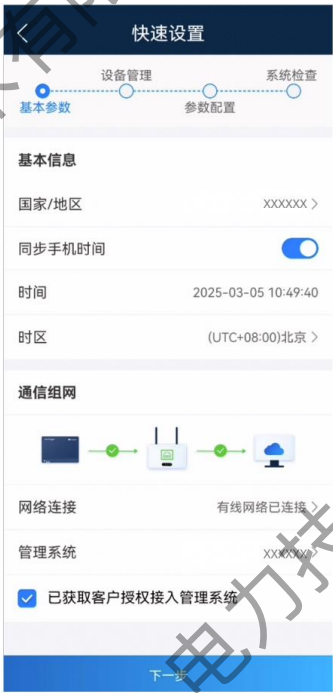 快速设置
设备管理
系统检查
基本参数
参数配置
基本信息
国家/地区
XXXXXX
同步手机时间
时间
2025-03-05 10:49:40
时区
(UTC+08:00)北京
通信组网
网络连接
有线网络已连接
管理系统
XXXXXX
已获取客户授权接入管理系统
下一步
电力技